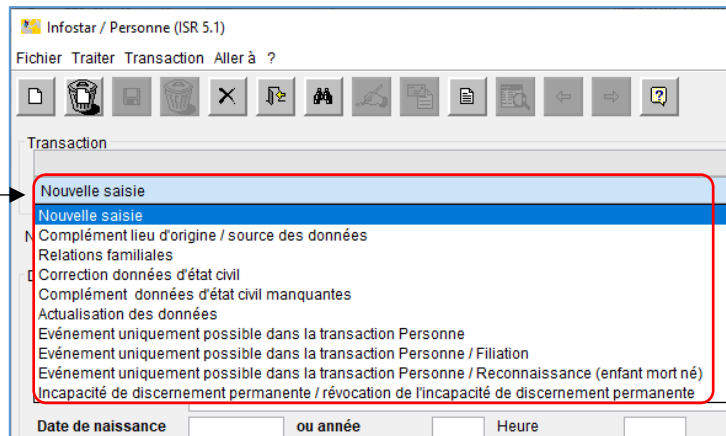 Infostar / Personne (ISR 5.1)
Fichier Traiter Transaction Aller à ?
Transaction
Nouvelle saisie
Nouvelle saisie
Complément lieu d'origine / source des données
Relations familiales
Correction données d'état civil
Complément données d'état civil manquantes
Actualisation des données
Evénement uniquement possible dans la transaction Personne
Evénement uniquement possible dans la transaction Personne / Filiation
Evénement uniquement possible dans la transaction Personne / Reconnaissance (enfant mort né)
Incapacité de discernement permanente / révocation de l'incapacité de discernement permanente
Date de naissance ou année Heure